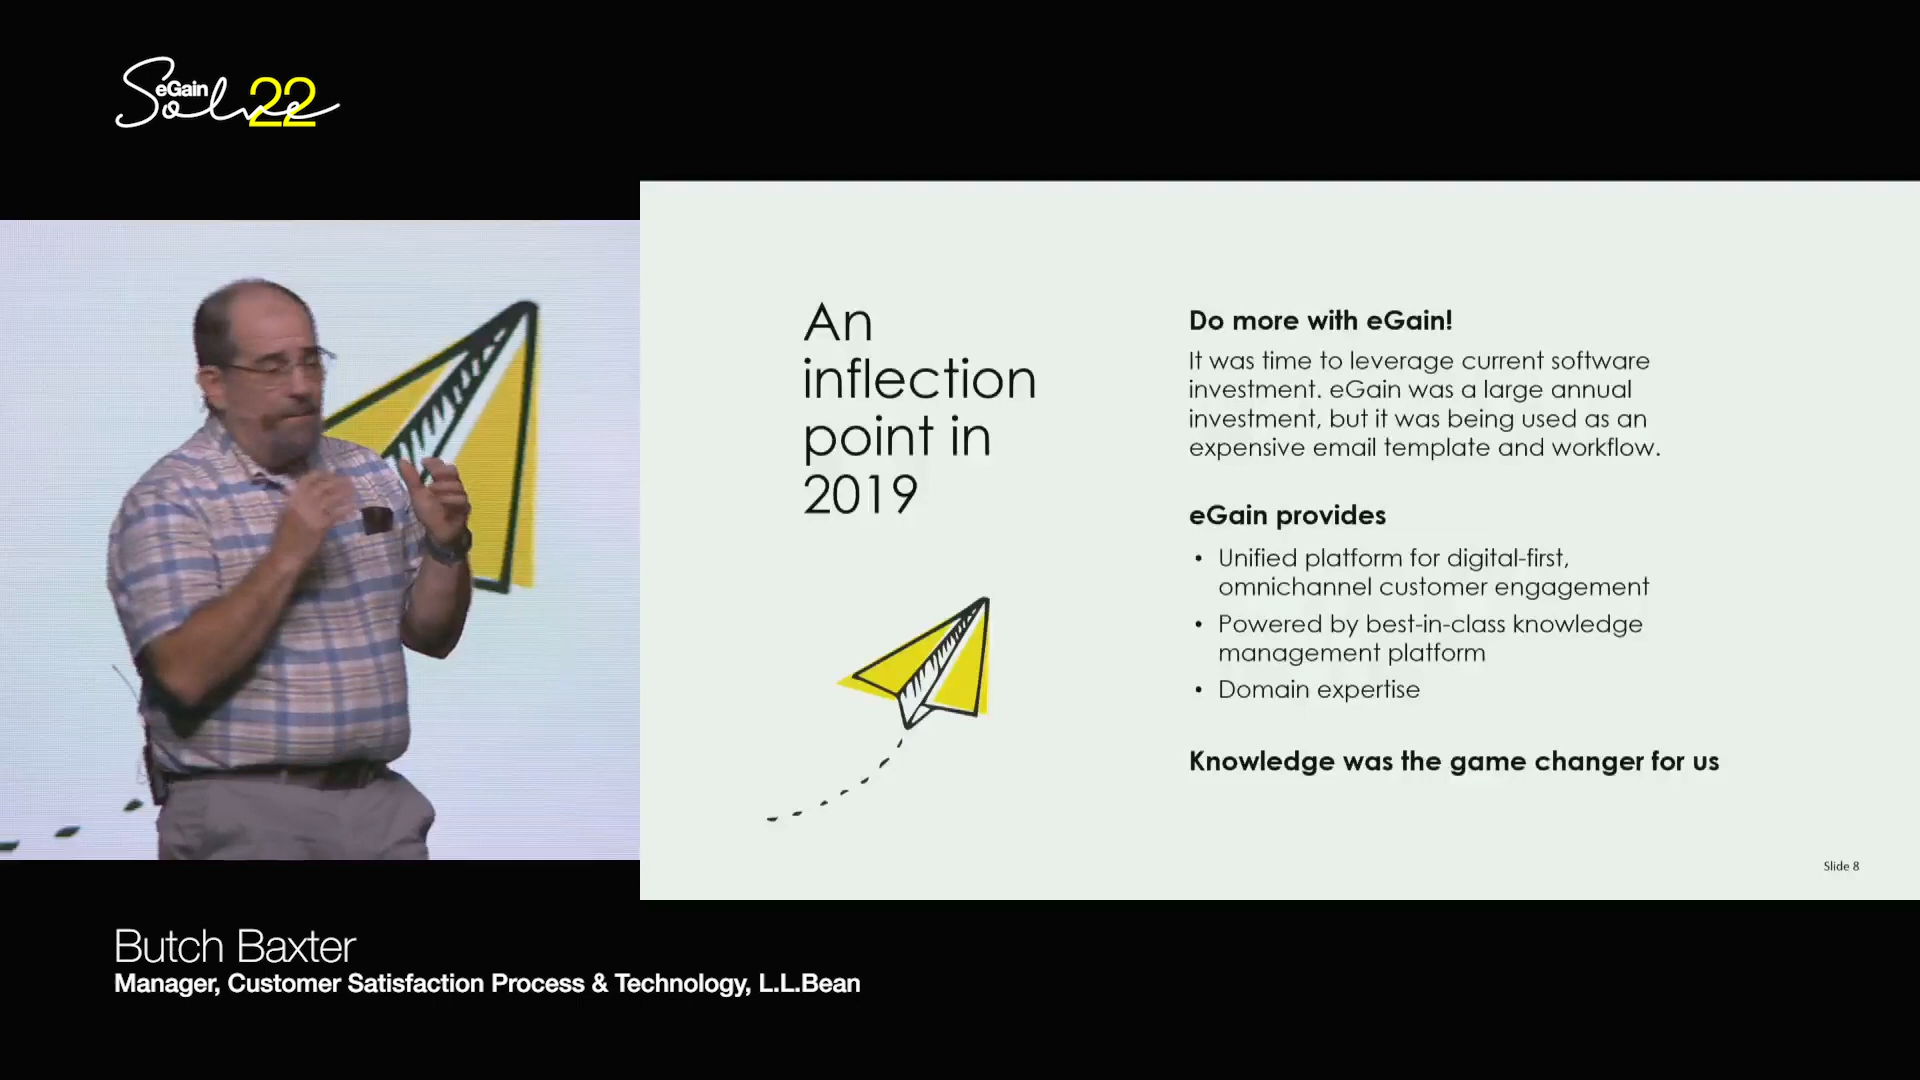 eGain
Solve 22
An
inflection
point in
2019
Do more with eGain!
It was time to leverage current software
investment. eGain was a large annual
investment, but it was being used as an
expensive email template and workflow.
eGain provides
• Unified platform for digital-first,
omnichannel customer engagement
• Powered by best-in-class knowledge
management platform
• Domain expertise
Knowledge was the game changer for us
Slide 8
Butch Baxter
Manager, Customer Satisfaction Process & Technology, L.L.Bean